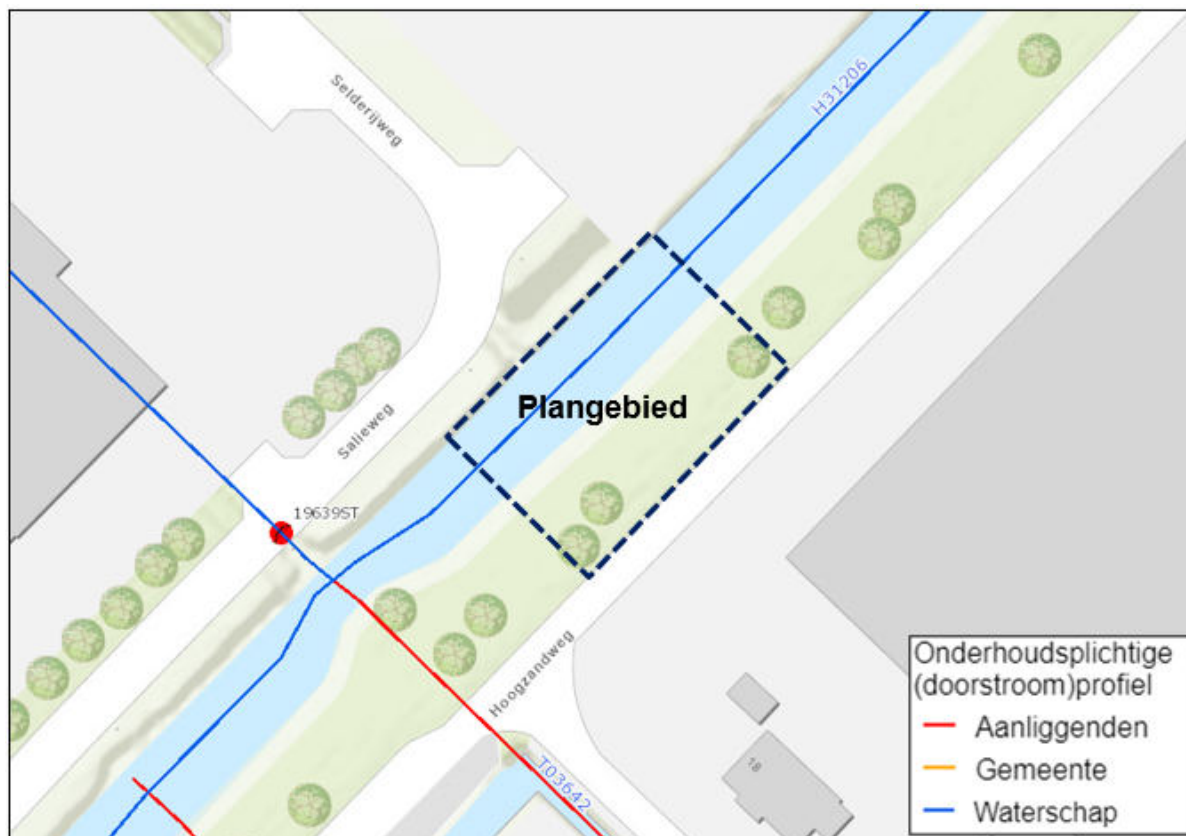 Selderijweg
H31206
Plangebied
Salieweg
19639ST
Hoogzandweg
T03642
18
Onderhoudsplichtige
(doorstroom)profiel
Aanliggenden
Gemeente
Waterschap